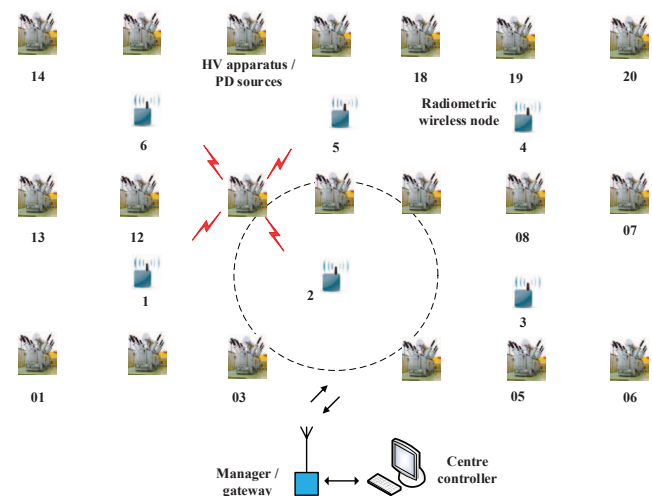 14
HV apparatus /
PD sources
18
19
20
Radiometric
wireless node
6
5
4
13
12
08
07
1
2
3
01
03
05
06
Manager /
gateway
Centre
controller